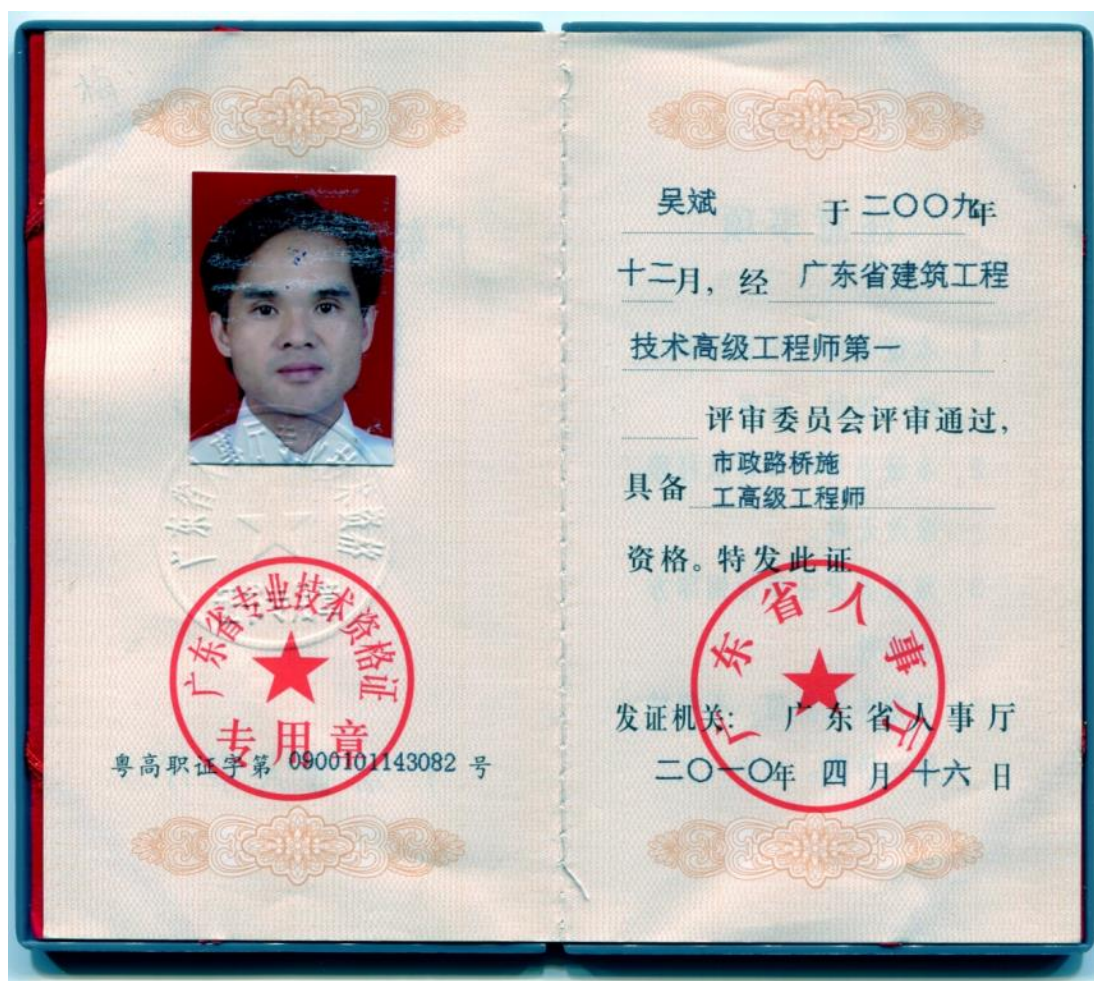 广东省专业技术资格证
专用章
粤高职证字第 0900101143082 号
吴斌 于 二〇〇九年
十二月，经 广东省建筑工程
技术高级工程师第一
评审委员会评审通过，
具备 市政路桥施
工高级工程师
资格。特发此证
广东省人事厅
发证机关： 广东省人事厅
二〇一〇年 四 月 十六 日